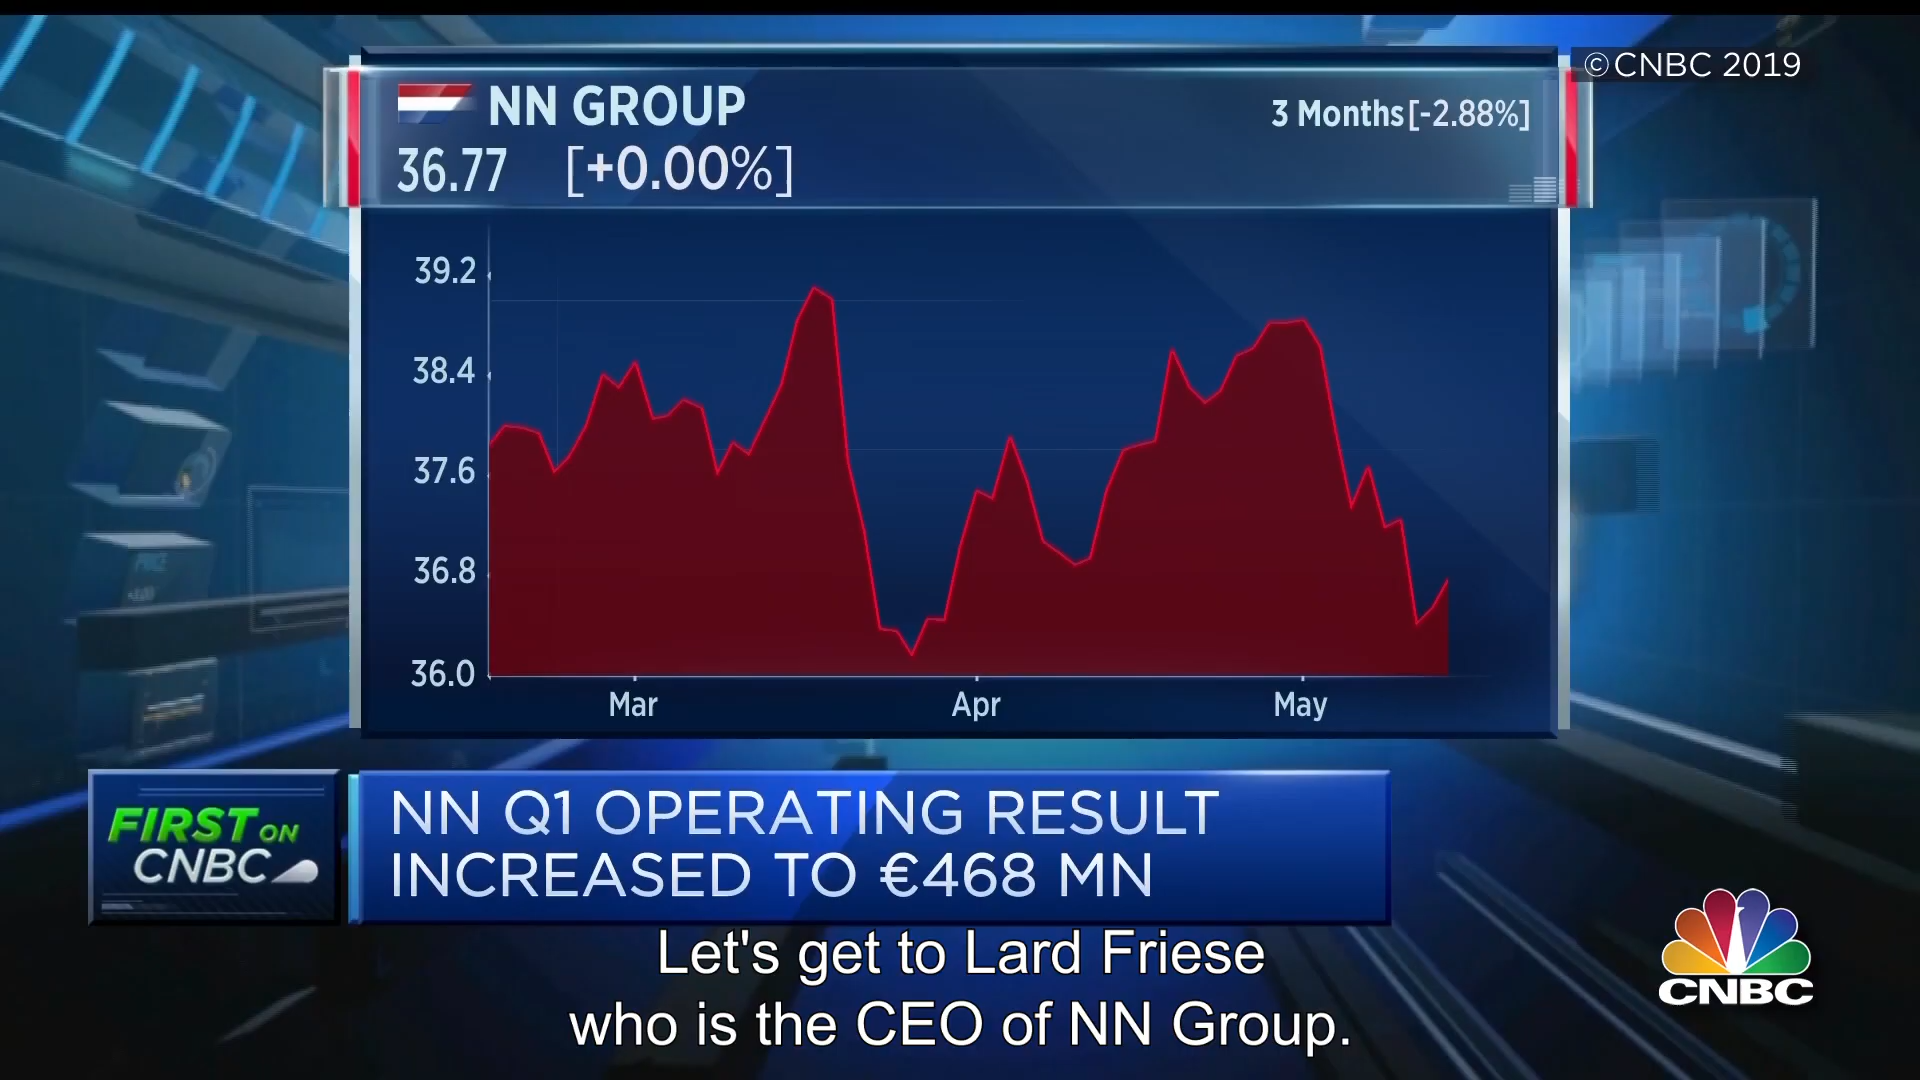 ©CNBC 2019
NN GROUP
3 Months[-2.88%]
36.77 [+0.00%]
39.2
38.4
37.6
36.8
36.0
Mar Apr May
FIRST ON
CNBC
NN Q1 OPERATING RESULT
INCREASED TO €468 MN
CNBC
Let's get to Lard Friese
who is the CEO of NN Group.